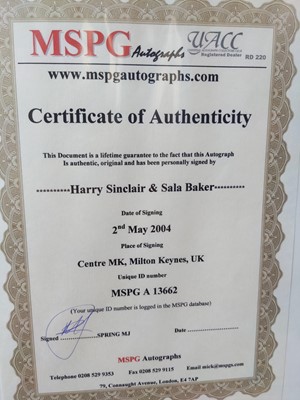 MSPG Autographs UACC
Registered Dealer RD 220
www.mspgautographs.com
Certificate of Authenticity
This Document is a lifetime guarantee to the fact that this Autograph
Is authentic, original and has been personally signed by
----------Harry Sinclair & Sala Baker----------
Date of Signing
2nd May 2004
Place of Signing
Centre MK, Milton Keynes, UK
Unique ID number
MSPG A 13662
(Your unique ID number is logged in the MSPG database)
Signed ..................SPRING MJ Date ..................
MSPG Autographs
Telephone 0208 529 9353 Fax 0208 529 9115 Email mick@mspgs.com
79, Connaught Avenue, London, E4 7AP